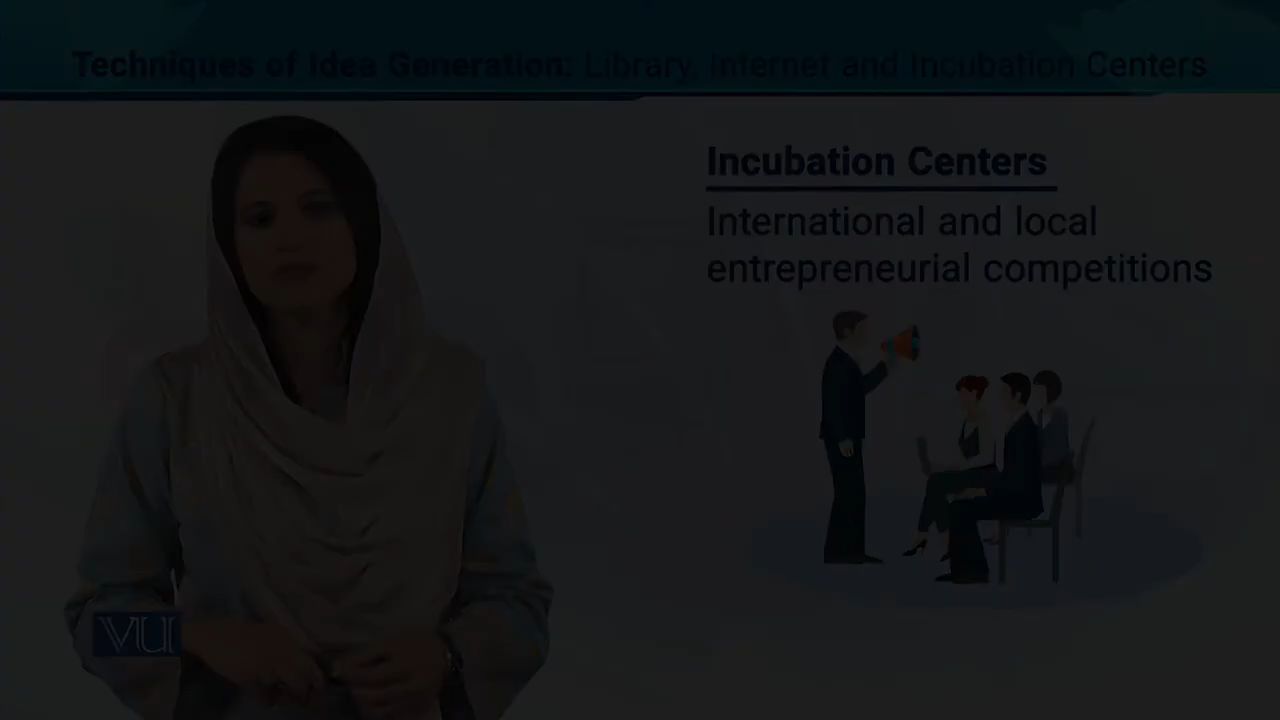 Techniques of Idea Generation: Library, Internet and Incubation Centers
Incubation Centers
International and local
entrepreneurial competitions
VU